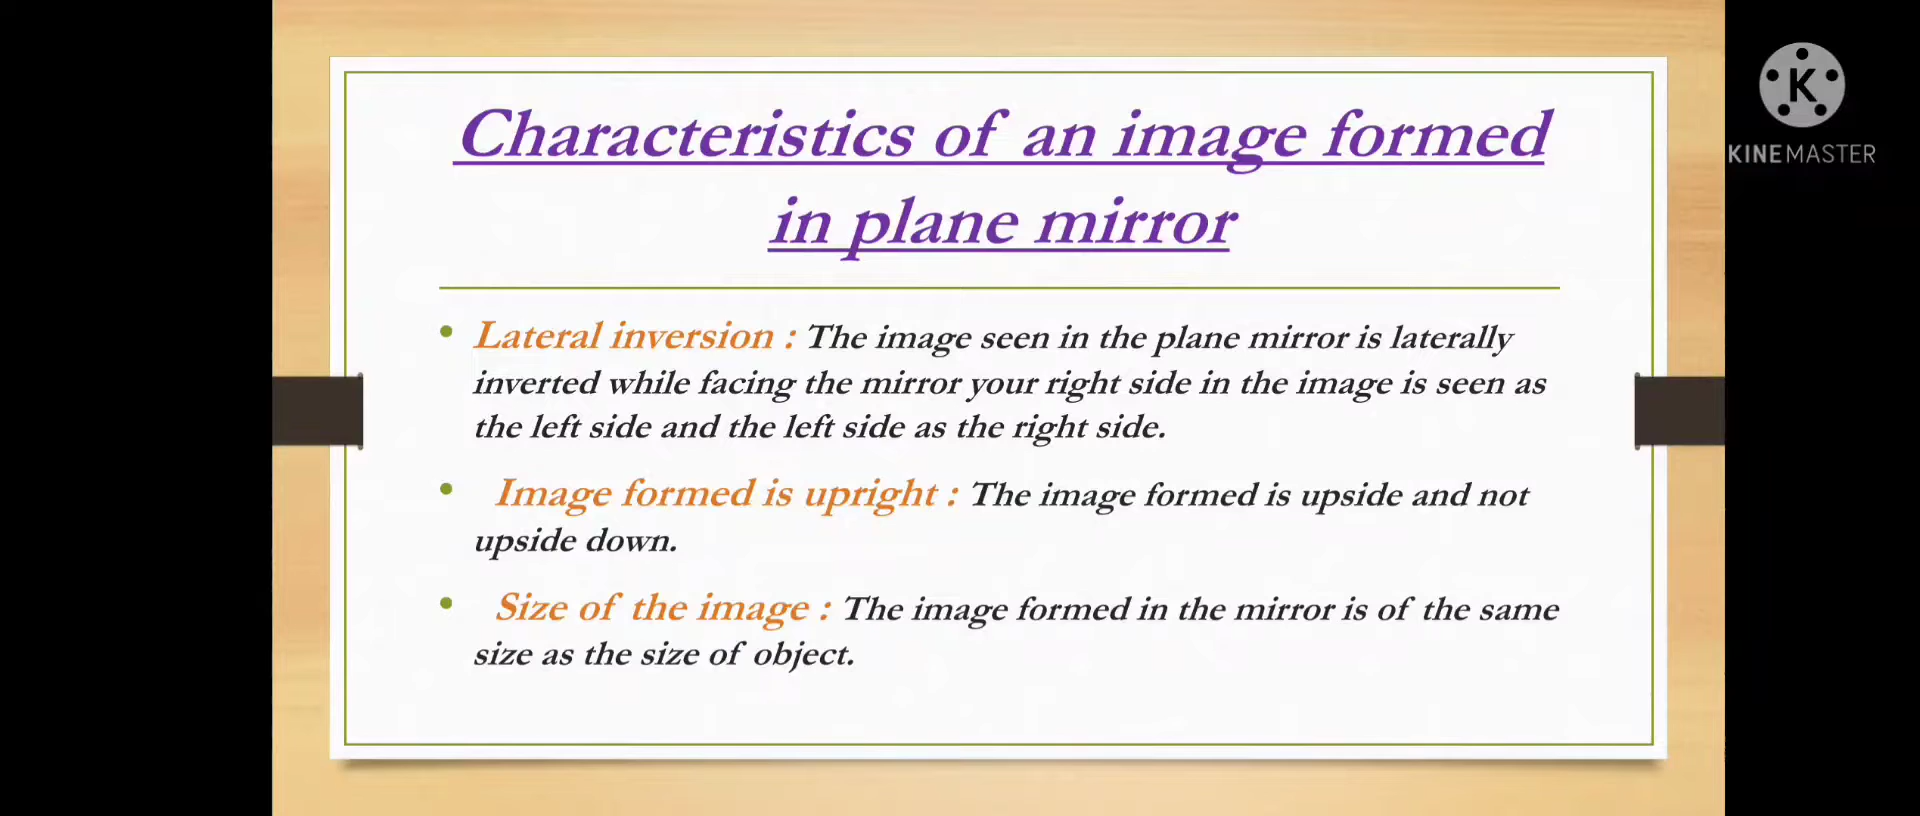 Characteristics of an image formed
in plane mirror
• Lateral inversion : The image seen in the plane mirror is laterally
inverted while facing the mirror your right side in the image is seen as
the left side and the left side as the right side.
• Image formed is upright : The image formed is upside and not
upside down.
• Size of the image : The image formed in the mirror is of the same
size as the size of object.
K
KINEMASTER